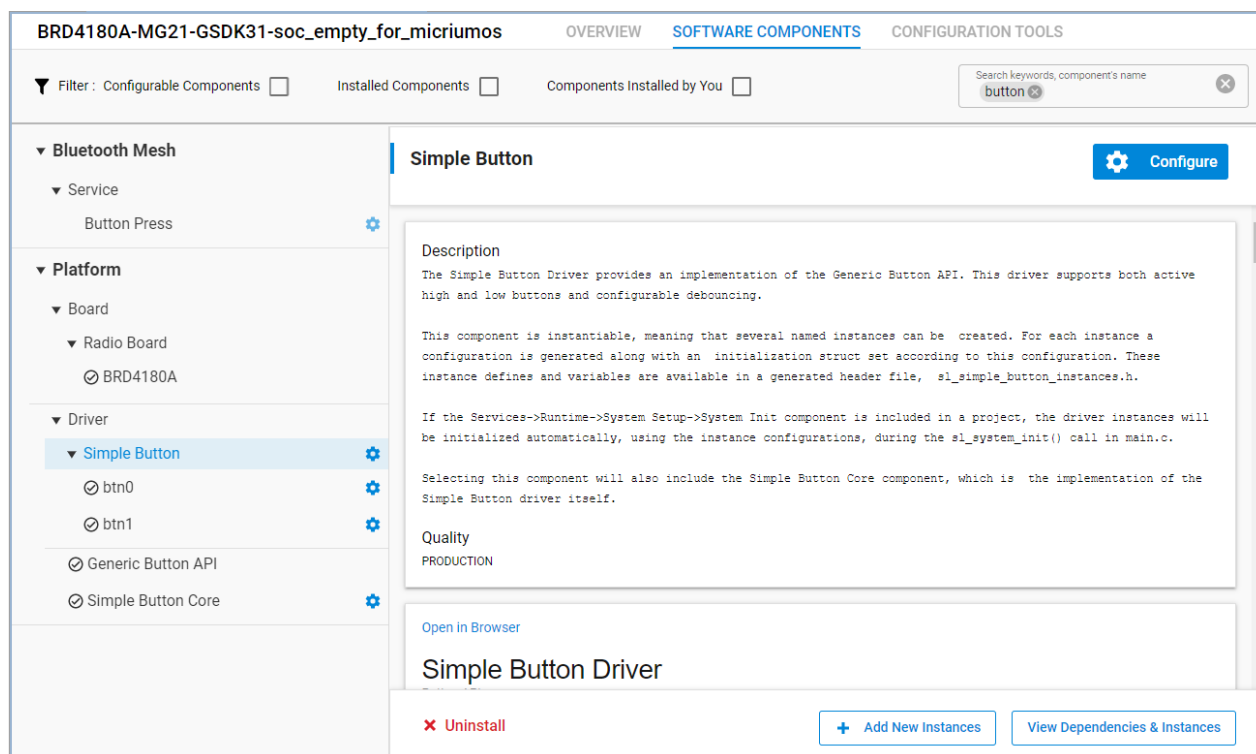 BRD4180A-MG21-GSDK31-soc_empty_for_micriumos
OVERVIEW
SOFTWARE COMPONENTS
CONFIGURATION TOOLS
Filter : Configurable Components
Installed Components
Components Installed by You
Search keywords, component's name
button
Bluetooth Mesh
Service
Button Press
Platform
Board
Radio Board
BRD4180A
Driver
Simple Button
btn0
btn1
Generic Button API
Simple Button Core
Simple Button
Configure
Description
The Simple Button Driver provides an implementation of the Generic Button API. This driver supports both active
high and low buttons and configurable debouncing.
This component is instantiable, meaning that several named instances can be  created. For each instance a
configuration is generated along with an  initialization struct set according to this configuration. These
instance defines and variables are available in a generated header file,  sl_simple_button_instances.h.
If the Services->Runtime->System Setup->System Init component is included in a project, the driver instances will
be initialized automatically, using the instance configurations, during the sl_system_init() call in main.c.
Selecting this component will also include the Simple Button Core component, which is  the implementation of the
Simple Button driver itself.
Quality
PRODUCTION
Open in Browser
Simple Button Driver
Uninstall
Add New Instances
View Dependencies & Instances